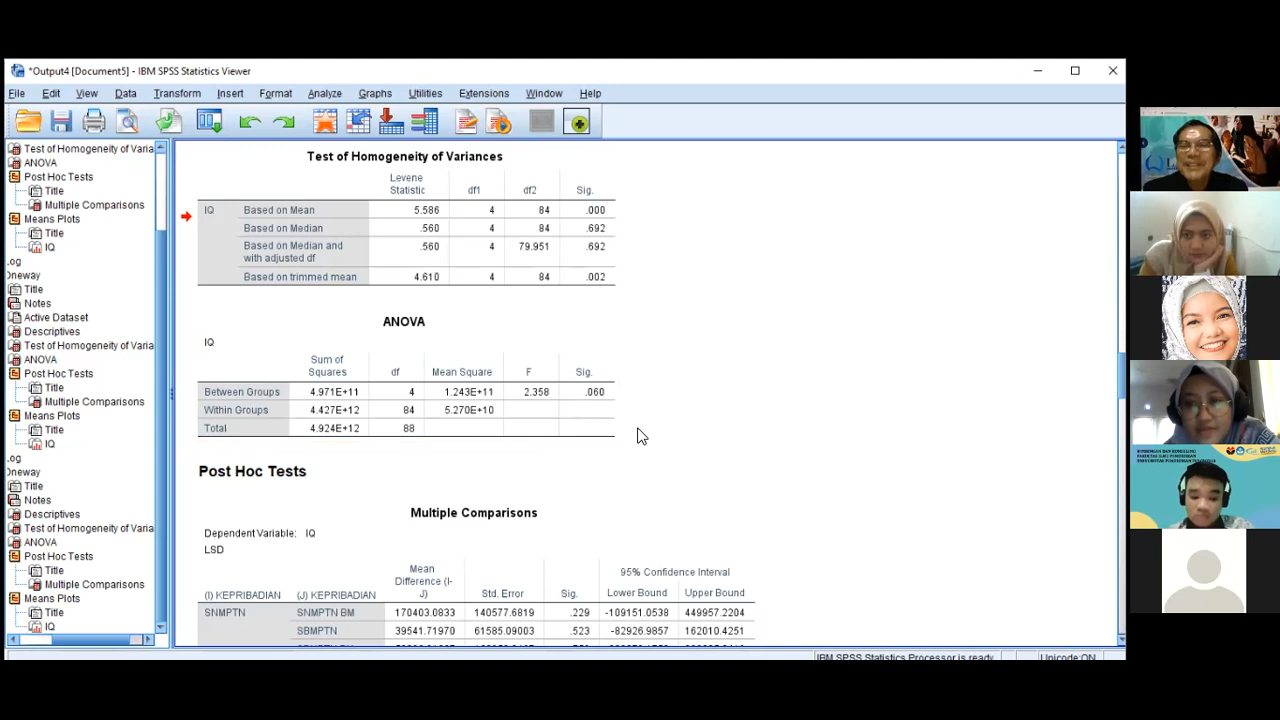 *Output4 [Document5] - IBM SPSS Statistics Viewer
File Edit View Data Transform Insert Format Analyze Graphs Utilities Extensions Window Help
Test of Homogeneity of Varia
ANOVA
Post Hoc Tests
Title
Multiple Comparisons
Means Plots
Title
IQ
Log
Oneway
Title
Notes
Active Dataset
Descriptives
Test of Homogeneity of Varia
ANOVA
Post Hoc Tests
Title
Multiple Comparisons
Means Plots
Title
IQ
Log
Oneway
Title
Notes
Descriptives
Test of Homogeneity of Varia
ANOVA
Post Hoc Tests
Title
Multiple Comparisons
Means Plots
Title
IQ
Test of Homogeneity of Variances
Levene
Statistic df1 df2 Sig.
IQ Based on Mean 5.586 4 84 .000
Based on Median .560 4 84 .692
Based on Median and
with adjusted df .560 4 79.951 .692
Based on trimmed mean 4.610 4 84 .002
ANOVA
IQ
Sum of
Squares df Mean Square F Sig.
Between Groups 4.971E+11 4 1.243E+11 2.358 .060
Within Groups 4.427E+12 84 5.270E+10
Total 4.924E+12 88
Post Hoc Tests
Multiple Comparisons
Dependent Variable: IQ
LSD
Mean
Difference (I-
J) Std. Error Sig. 95% Confidence Interval
(I) KEPRIBADIAN (J) KEPRIBADIAN Lower Bound Upper Bound
SNMPTN SNMPTN BM 170403.0833 140577.6819 .229 -109151.0538 449957.2204
SBMPTN 39541.71970 61585.09003 .523 -82926.9857 162010.4251
IBM SPSS Statistics Processor is ready
Unicode:ON
BIMBINGAN DAN KONSELING
FAKULTAS ILMU PENDIDIKAN
UNIVERSITAS PENDIDIKAN INDONESIA